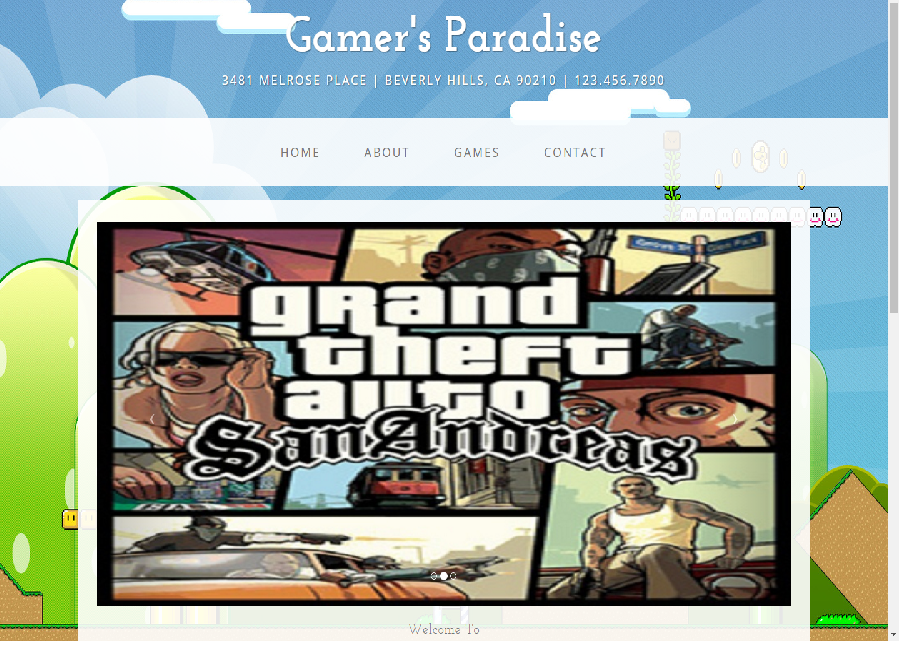 Gamer's Paradise
3481 MELROSE PLACE | BEVERLY HILLS, CA 90210 | 123.456.7890
HOME ABOUT GAMES CONTACT
grand
theft
auto
San Andreas
Welcome To